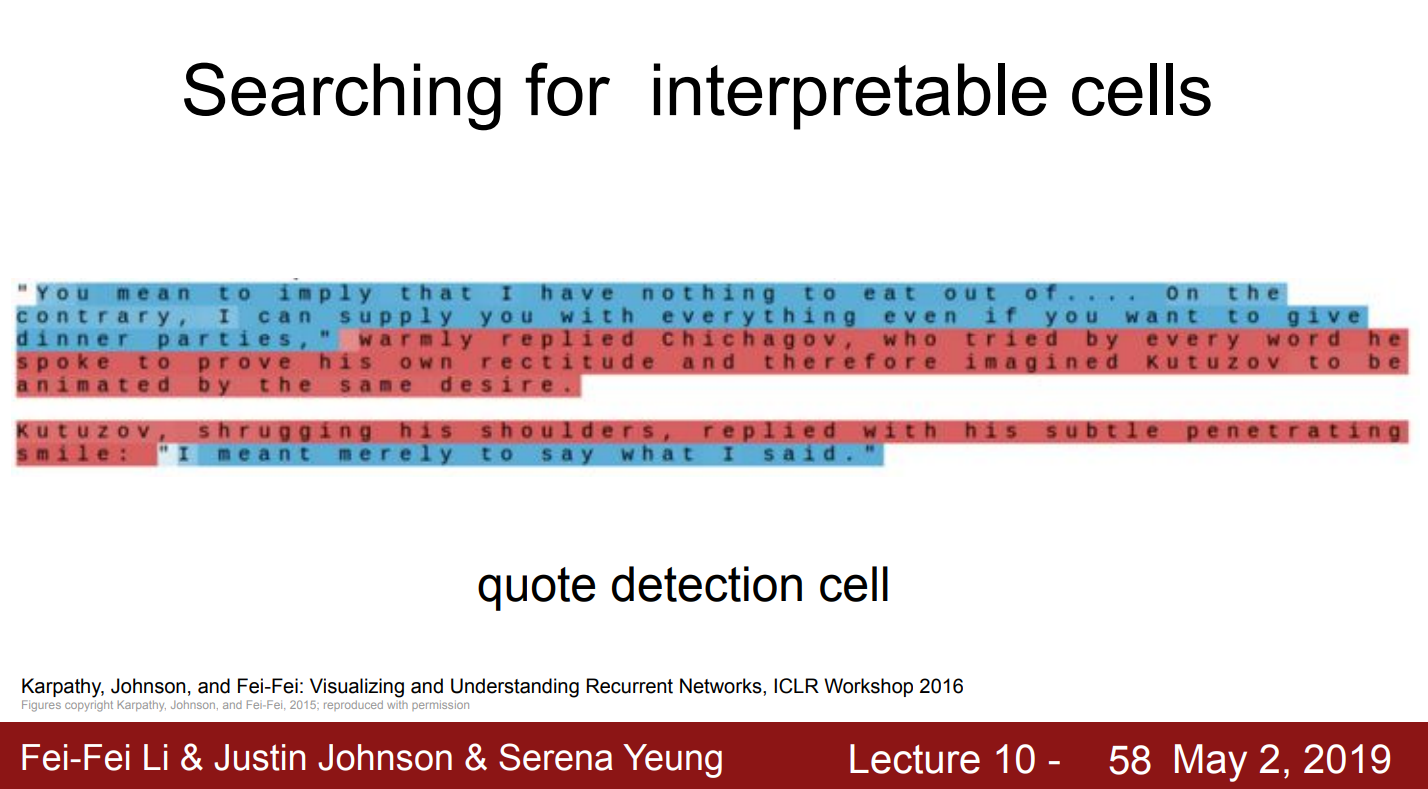 Searching for interpretable cells
"You mean to imply that I have nothing to eat out of.... On the
contrary, I can supply you with everything even if you want to give
dinner parties," warmly replied Chichagov, who tried by every word he
spoke to prove his own rectitude and therefore imagined Kutuzov to be
animated by the same desire.
Kutuzov, shrugging his shoulders, replied with his subtle penetrating
smile: "I meant merely to say what I said."
quote detection cell
Karpathy, Johnson, and Fei-Fei: Visualizing and Understanding Recurrent Networks, ICLR Workshop 2016
Figures copyright Karpathy, Johnson, and Fei-Fei, 2015; reproduced with permission
Fei-Fei Li & Justin Johnson & Serena Yeung Lecture 10 - 58 May 2, 2019